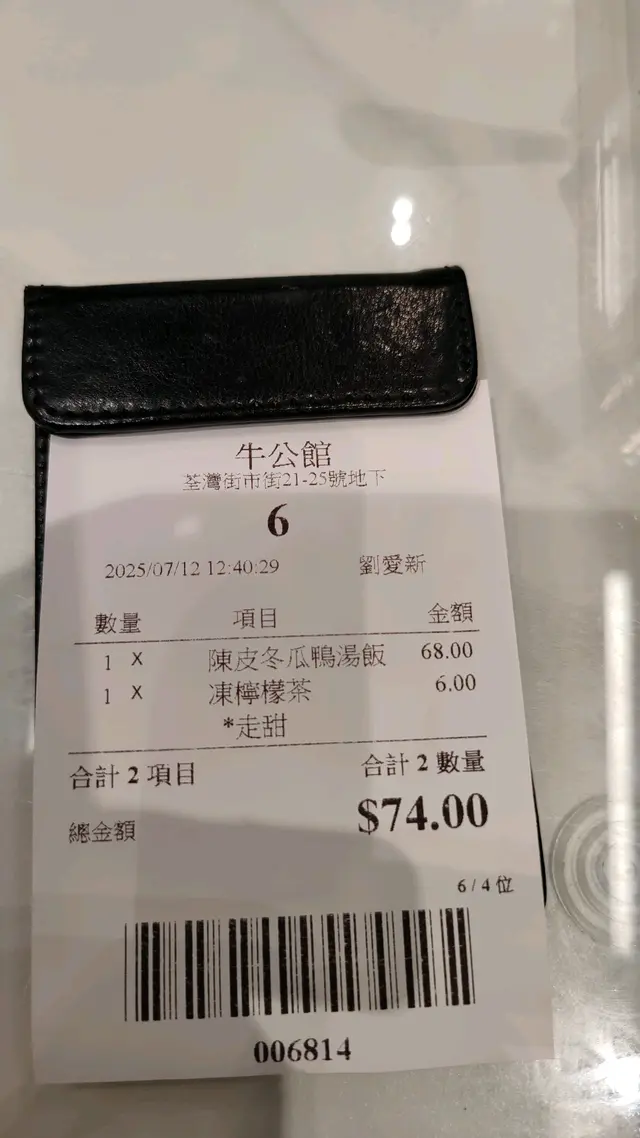 牛公館
荃灣街市街21-25號地下
6
2025/07/12 12:40:29 劉愛新
數量 項目 金額
1 X 陳皮冬瓜鴨湯飯 68.00
1 X 凍檸檬茶 6.00
*走甜
合計 2 項目 合計 2 數量
總金額 $74.00
6 / 4 位
006814